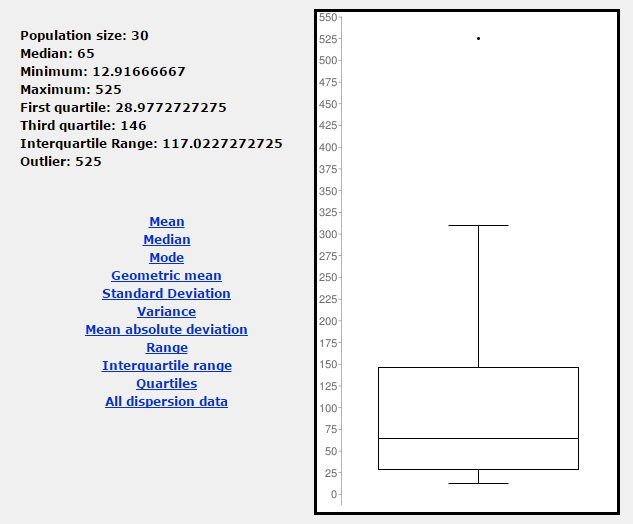 Population size: 30
Median: 65
Minimum: 12.91666667
Maximum: 525
First quartile: 28.9772727275
Third quartile: 146
Interquartile Range: 117.0227272725
Outlier: 525
Mean
Median
Mode
Geometric mean
Standard Deviation
Variance
Mean absolute deviation
Range
Interquartile range
Quartiles
All dispersion data
550
525
500
475
450
425
400
375
350
325
300
275
250
225
200
175
150
125
100
75
50
25
0